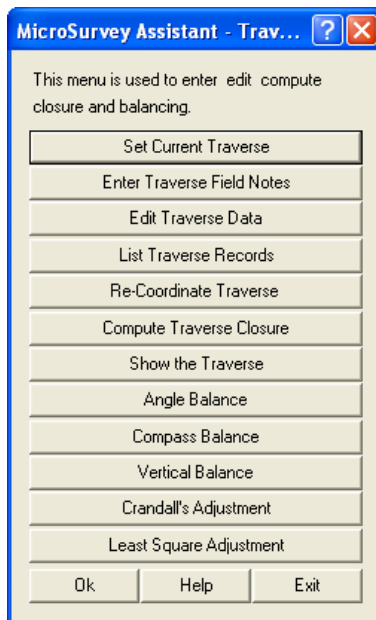 MicroSurvey Assistant - Trav...
This menu is used to enter edit compute
closure and balancing.
Set Current Traverse
Enter Traverse Field Notes
Edit Traverse Data
List Traverse Records
Re-Coordinate Traverse
Compute Traverse Closure
Show the Traverse
Angle Balance
Compass Balance
Vertical Balance
Crandall's Adjustment
Least Square Adjustment
Ok Help Exit